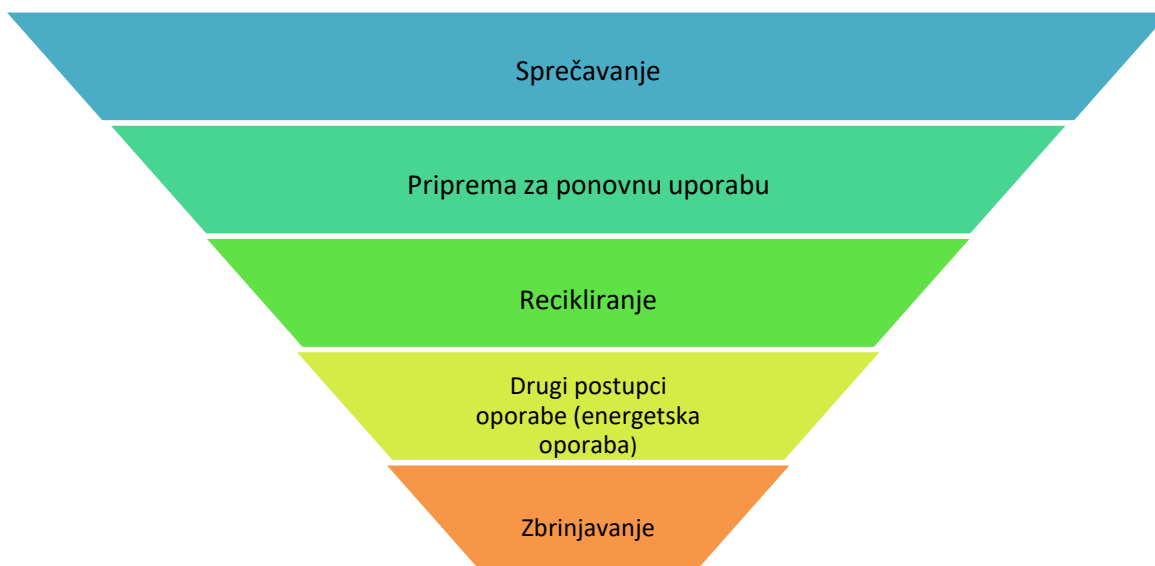 Sprečavanje
Priprema za ponovnu uporabu
Recikliranje
Drugi postupci
oporabe (energetska
oporaba)
Zbrinjavanje